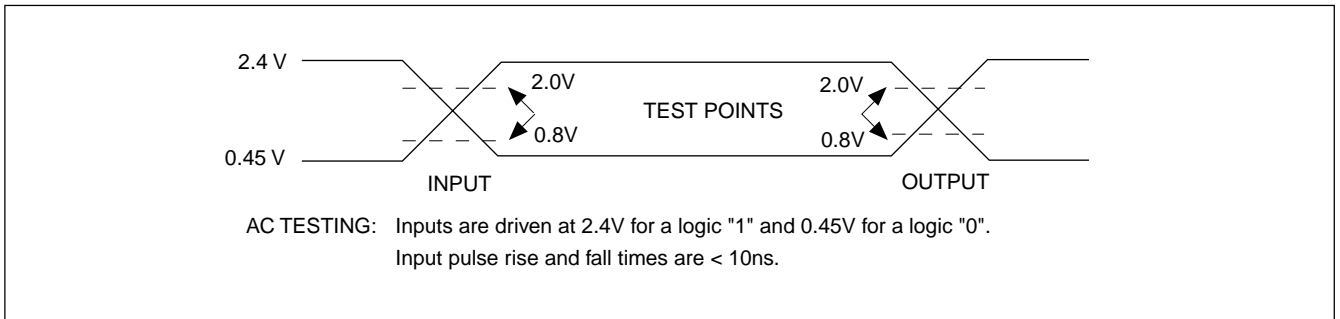 2.4 V
2.0V
2.0V
TEST POINTS
0.8V
0.8V
0.45 V
INPUT
OUTPUT
AC TESTING: Inputs are driven at 2.4V for a logic "1" and 0.45V for a logic "0".
Input pulse rise and fall times are < 10ns.